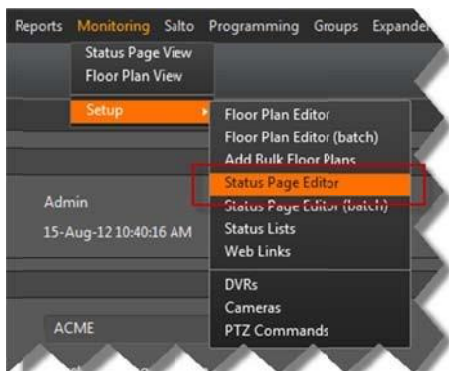 Reports Monitoring Salto Programming Groups Expander
Status Page View
Floor Plan View
Setup
Floor Plan Editor
Floor Plan Editor (batch)
Add Bulk Floor Plans
Status Page Editor
Status Page Editor (batch)
Status Lists
Web Links
DVRs
Cameras
PTZ Commands
Admin
15-Aug-12 10:40:16 AM
ACME